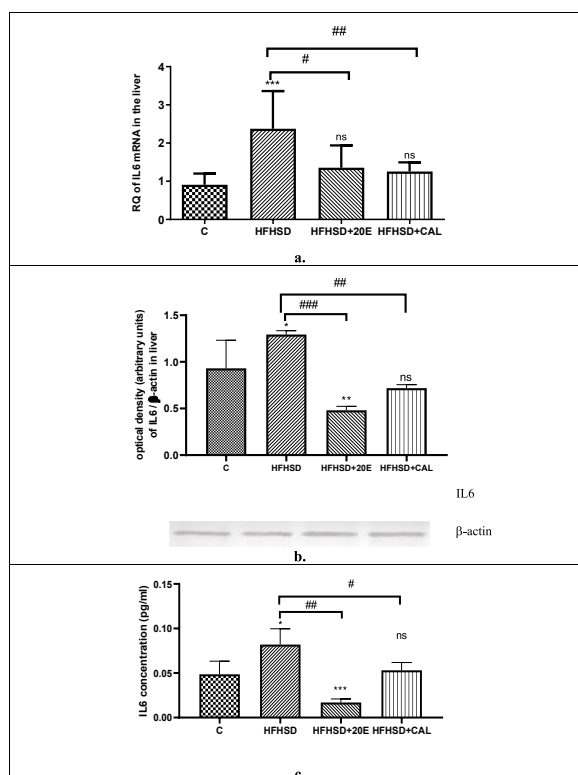 ##
#
***
ns
ns
RQ of IL6 mRNA in the liver
4
3
2
1
0
C HFHSD HFHSD+20E HFHSD+CAL
a.
##
###
*
**
ns
optical density (arbitrary units)
of IL6 / β-actin in liver
1.5
1.0
0.5
0.0
C HFHSD HFHSD+20E HFHSD+CAL
IL6
β-actin
b.
#
##
*
***
ns
IL6 concentration (pg/ml)
0.15
0.10
0.05
0.00
C HFHSD HFHSD+20E HFHSD+CAL
c.